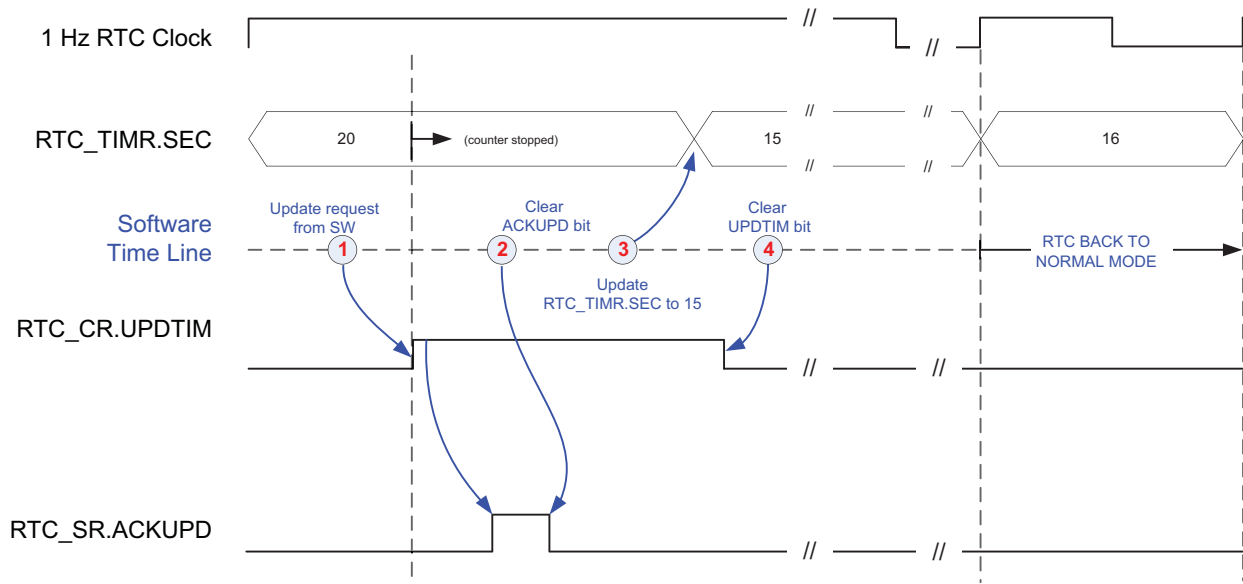 1 Hz RTC Clock
//
//
RTC_TIMR.SEC
20
(counter stopped)
//
//
15
//
//
16
Software
Time Line
Update request
from SW
1
Clear
ACKUPD bit
2
3
Update
RTC_TIMR.SEC to 15
Clear
UPDTIM bit
4
RTC BACK TO
NORMAL MODE
RTC_CR.UPDTIM
//
//
RTC_SR.ACKUPD
//
//